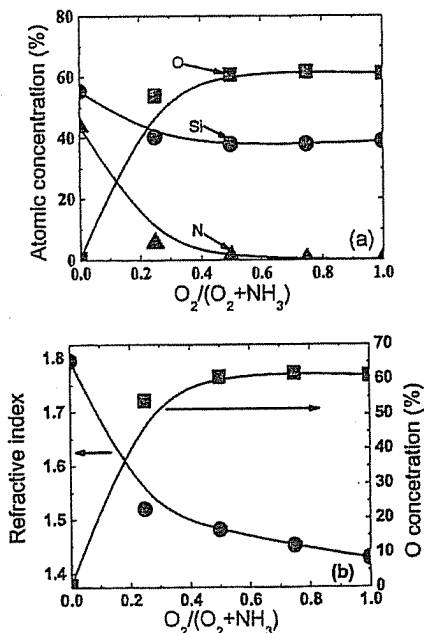 80
60
40
20
0
Atomic concentration (%)
O
Si
N
(a)
0.0 0.2 0.4 0.6 0.8 1.0
O₂/(O₂+NH₃)
1.8
1.7
1.6
1.5
1.4
Refractive index
70
60
50
40
30
20
10
0
O concetration (%)
(b)
0.0 0.2 0.4 0.6 0.8 1.0
O₂/(O₂+NH₃)